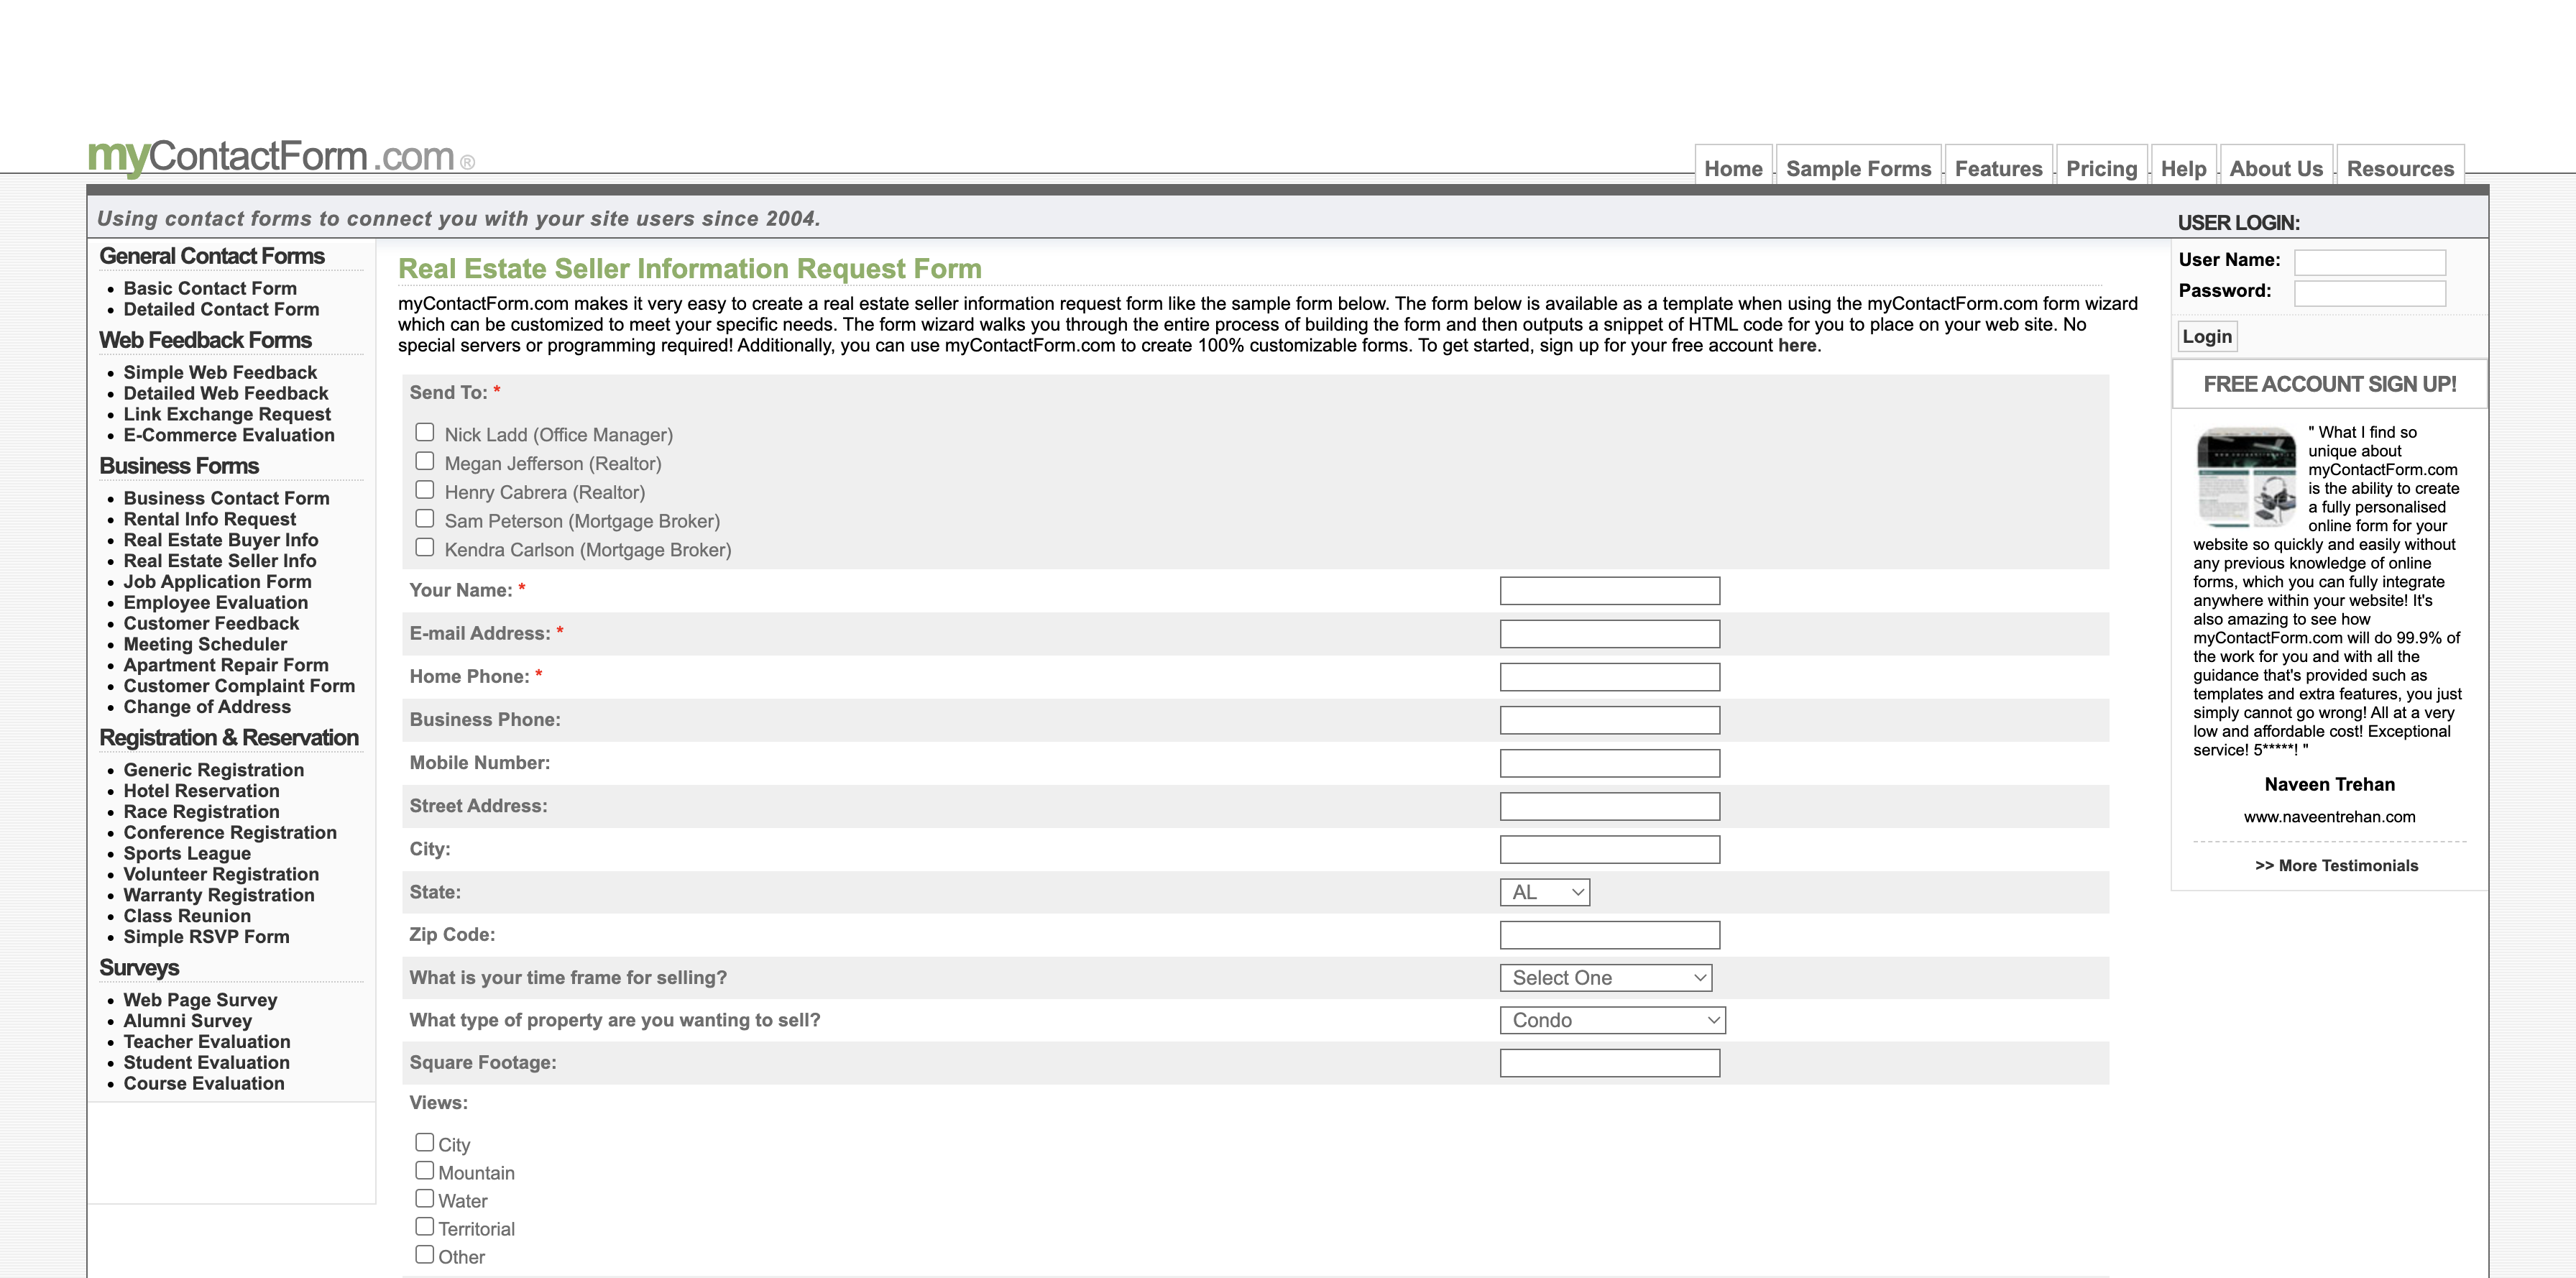 myContactForm.com®
Home
Sample Forms
Features
Pricing
Help
About Us
Resources
Using contact forms to connect you with your site users since 2004.
USER LOGIN:
General Contact Forms
Basic Contact Form
Detailed Contact Form
Web Feedback Forms
Simple Web Feedback
Detailed Web Feedback
Link Exchange Request
E-Commerce Evaluation
Business Forms
Business Contact Form
Rental Info Request
Real Estate Buyer Info
Real Estate Seller Info
Job Application Form
Employee Evaluation
Customer Feedback
Meeting Scheduler
Apartment Repair Form
Customer Complaint Form
Change of Address
Registration & Reservation
Generic Registration
Hotel Reservation
Race Registration
Conference Registration
Sports League
Volunteer Registration
Warranty Registration
Class Reunion
Simple RSVP Form
Surveys
Web Page Survey
Alumni Survey
Teacher Evaluation
Student Evaluation
Course Evaluation
Real Estate Seller Information Request Form
myContactForm.com makes it very easy to create a real estate seller information request form like the sample form below. The form below is available as a template when using the myContactForm.com form wizard
which can be customized to meet your specific needs. The form wizard walks you through the entire process of building the form and then outputs a snippet of HTML code for you to place on your web site. No
special servers or programming required! Additionally, you can use myContactForm.com to create 100% customizable forms. To get started, sign up for your free account here.
Send To: *
Nick Ladd (Office Manager)
Megan Jefferson (Realtor)
Henry Cabrera (Realtor)
Sam Peterson (Mortgage Broker)
Kendra Carlson (Mortgage Broker)
Your Name: *
E-mail Address: *
Home Phone: *
Business Phone:
Mobile Number:
Street Address:
City:
State: AL
Zip Code:
What is your time frame for selling? Select One
What type of property are you wanting to sell? Condo
Square Footage:
Views:
City
Mountain
Water
Territorial
Other
User Name:
Password:
Login
FREE ACCOUNT SIGN UP!
" What I find so
unique about
myContactForm.com
is the ability to create
a fully personalised
online form for your
website so quickly and easily without
any previous knowledge of online
forms, which you can fully integrate
anywhere within your website! It's
also amazing to see how
myContactForm.com will do 99.9% of
the work for you and with all the
guidance that's provided such as
templates and extra features, you just
simply cannot go wrong! All at a very
low and affordable cost! Exceptional
service! 5*****! "
Naveen Trehan
www.naveentrehan.com
>> More Testimonials